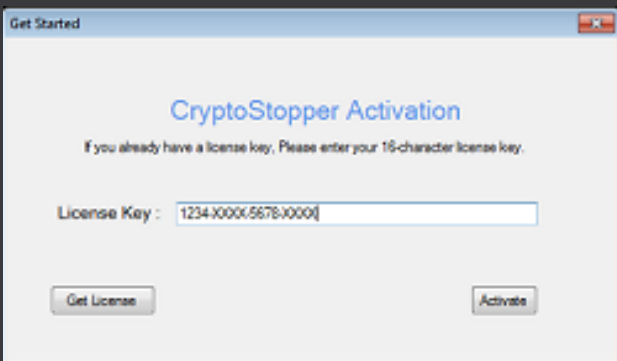 Get Started
CryptoStopper Activation
If you already have a license key, Please enter your 16-character license key.
License Key :
1234-XXXX-5678-XXXX
Get License
Activate